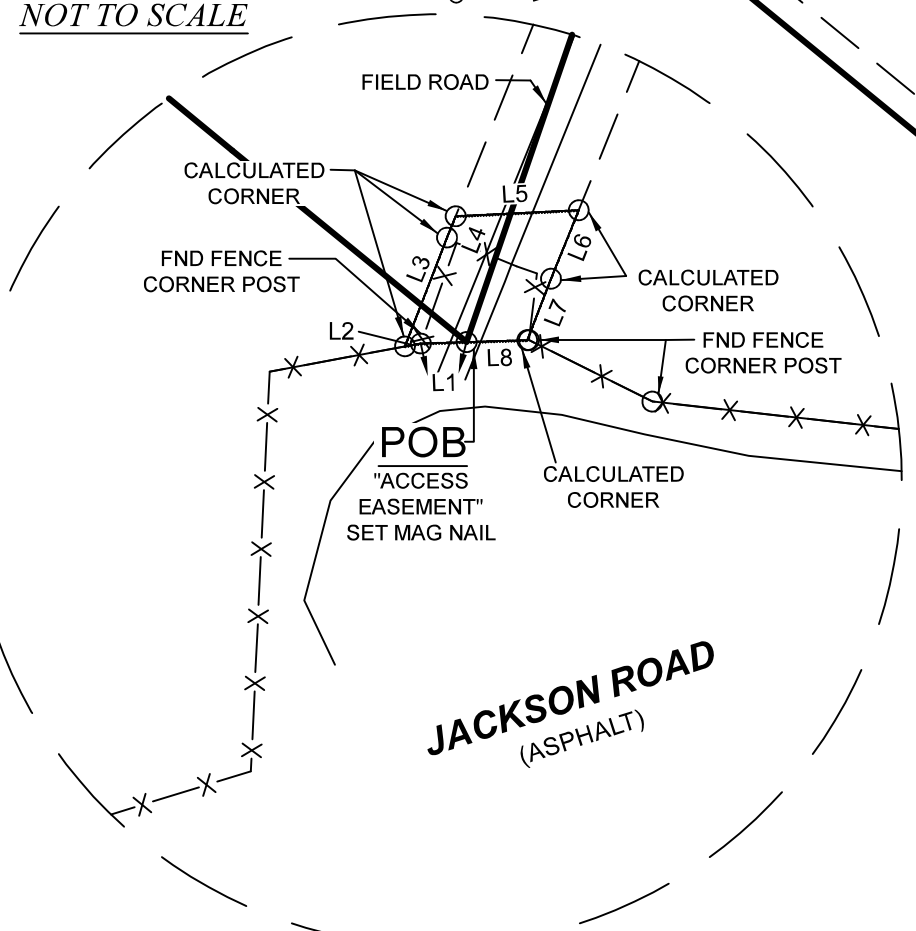 NOT TO SCALE
FIELD ROAD
CALCULATED
CORNER
L5
L4
L6
L3
FND FENCE
CORNER POST
CALCULATED
CORNER
L7
L2
FND FENCE
CORNER POST
L8
L1
POB
"ACCESS
EASEMENT"
SET MAG NAIL
CALCULATED
CORNER
JACKSON ROAD
(ASPHALT)